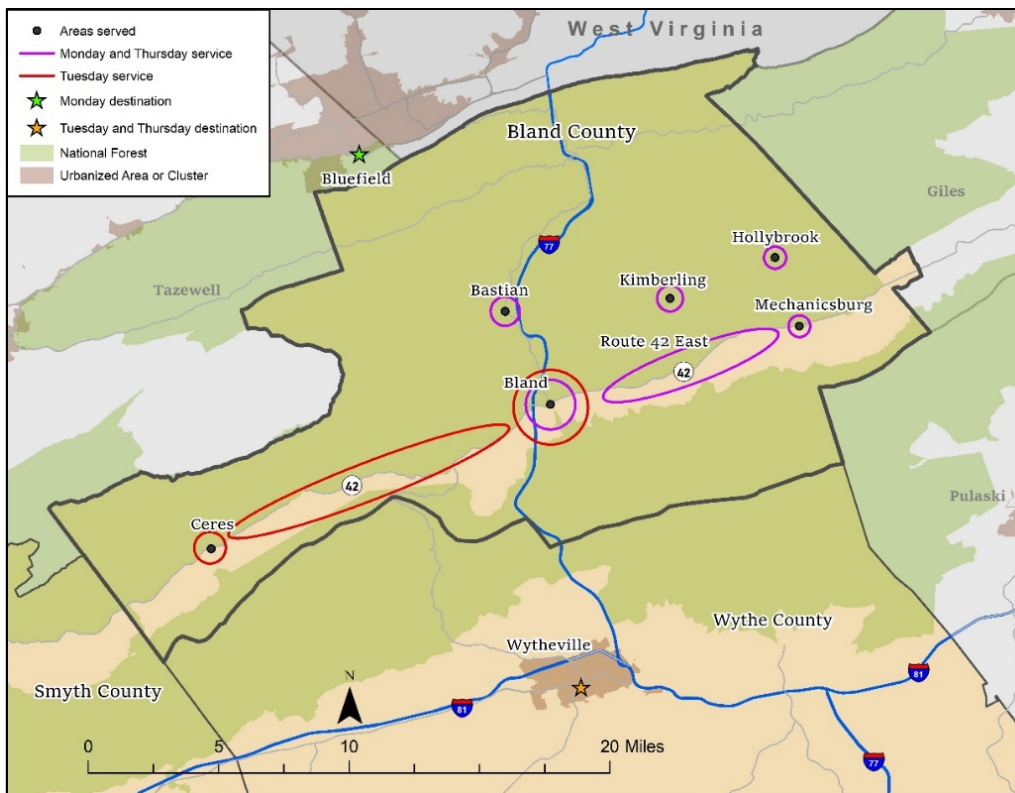 Areas served
Monday and Thursday service
Tuesday service
Monday destination
Tuesday and Thursday destination
National Forest
Urbanized Area or Cluster
West Virginia
Bland County
Bluefield
Giles
77
Hollybrook
Tazewell
Bastian
Kimberling
Mechanicsburg
Route 42 East
42
Bland
42
Pulaski
Ceres
Wytheville
Wythe County
Smyth County
N
81
81
0 5 10 20 Miles
77